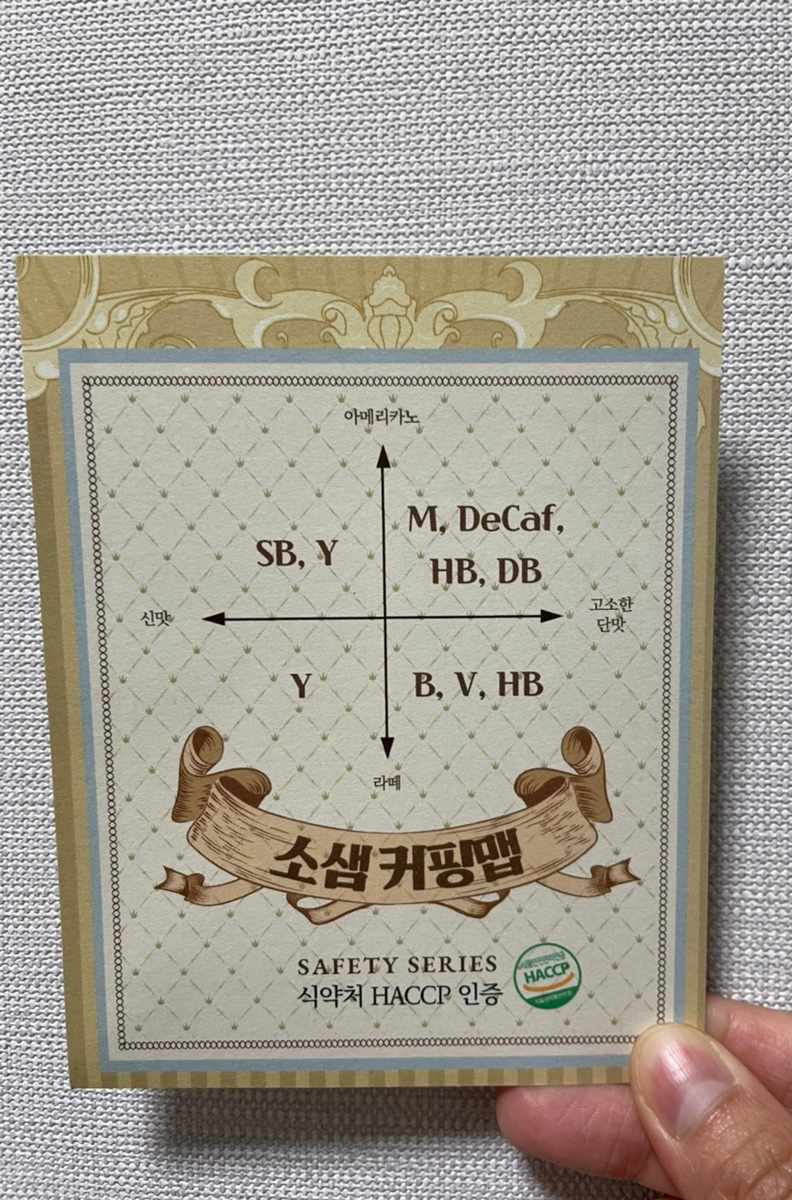 아메리카노
M, DeCaf,
SB, Y
HB, DB
신맛
고소한
단맛
Y
B, V, HB
라떼
소샘 커핑맵
SAFETY SERIES
식약처 HACCP 인증
HACCP